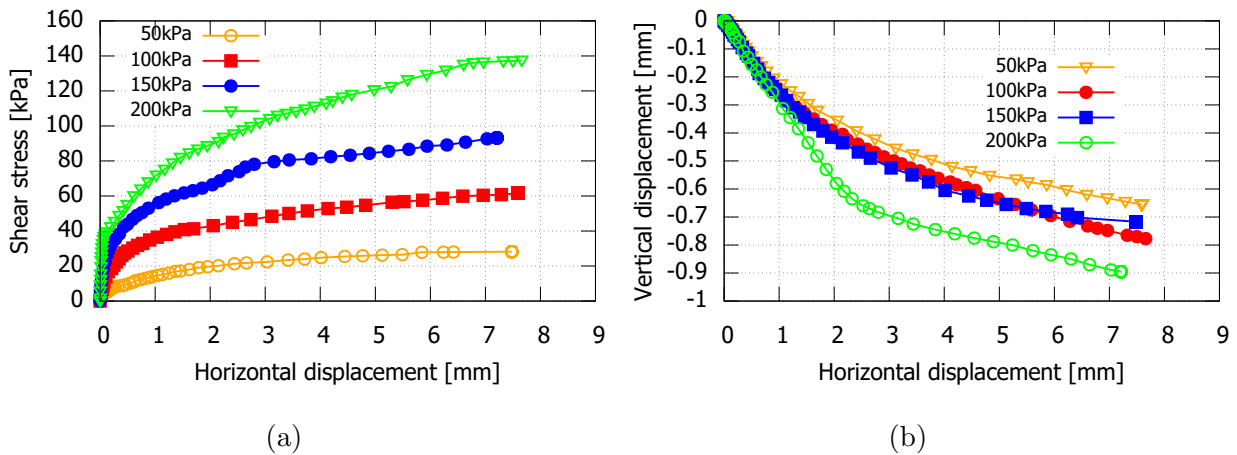 160
140
120
100
80
60
40
20
0
Shear stress [kPa]
50kPa
100kPa
150kPa
200kPa
0 1 2 3 4 5 6 7 8 9
Horizontal displacement [mm]
(a)
0
-0.1
-0.2
-0.3
-0.4
-0.5
-0.6
-0.7
-0.8
-0.9
-1
Vertical displacement [mm]
50kPa
100kPa
150kPa
200kPa
0 1 2 3 4 5 6 7 8 9
Horizontal displacement [mm]
(b)